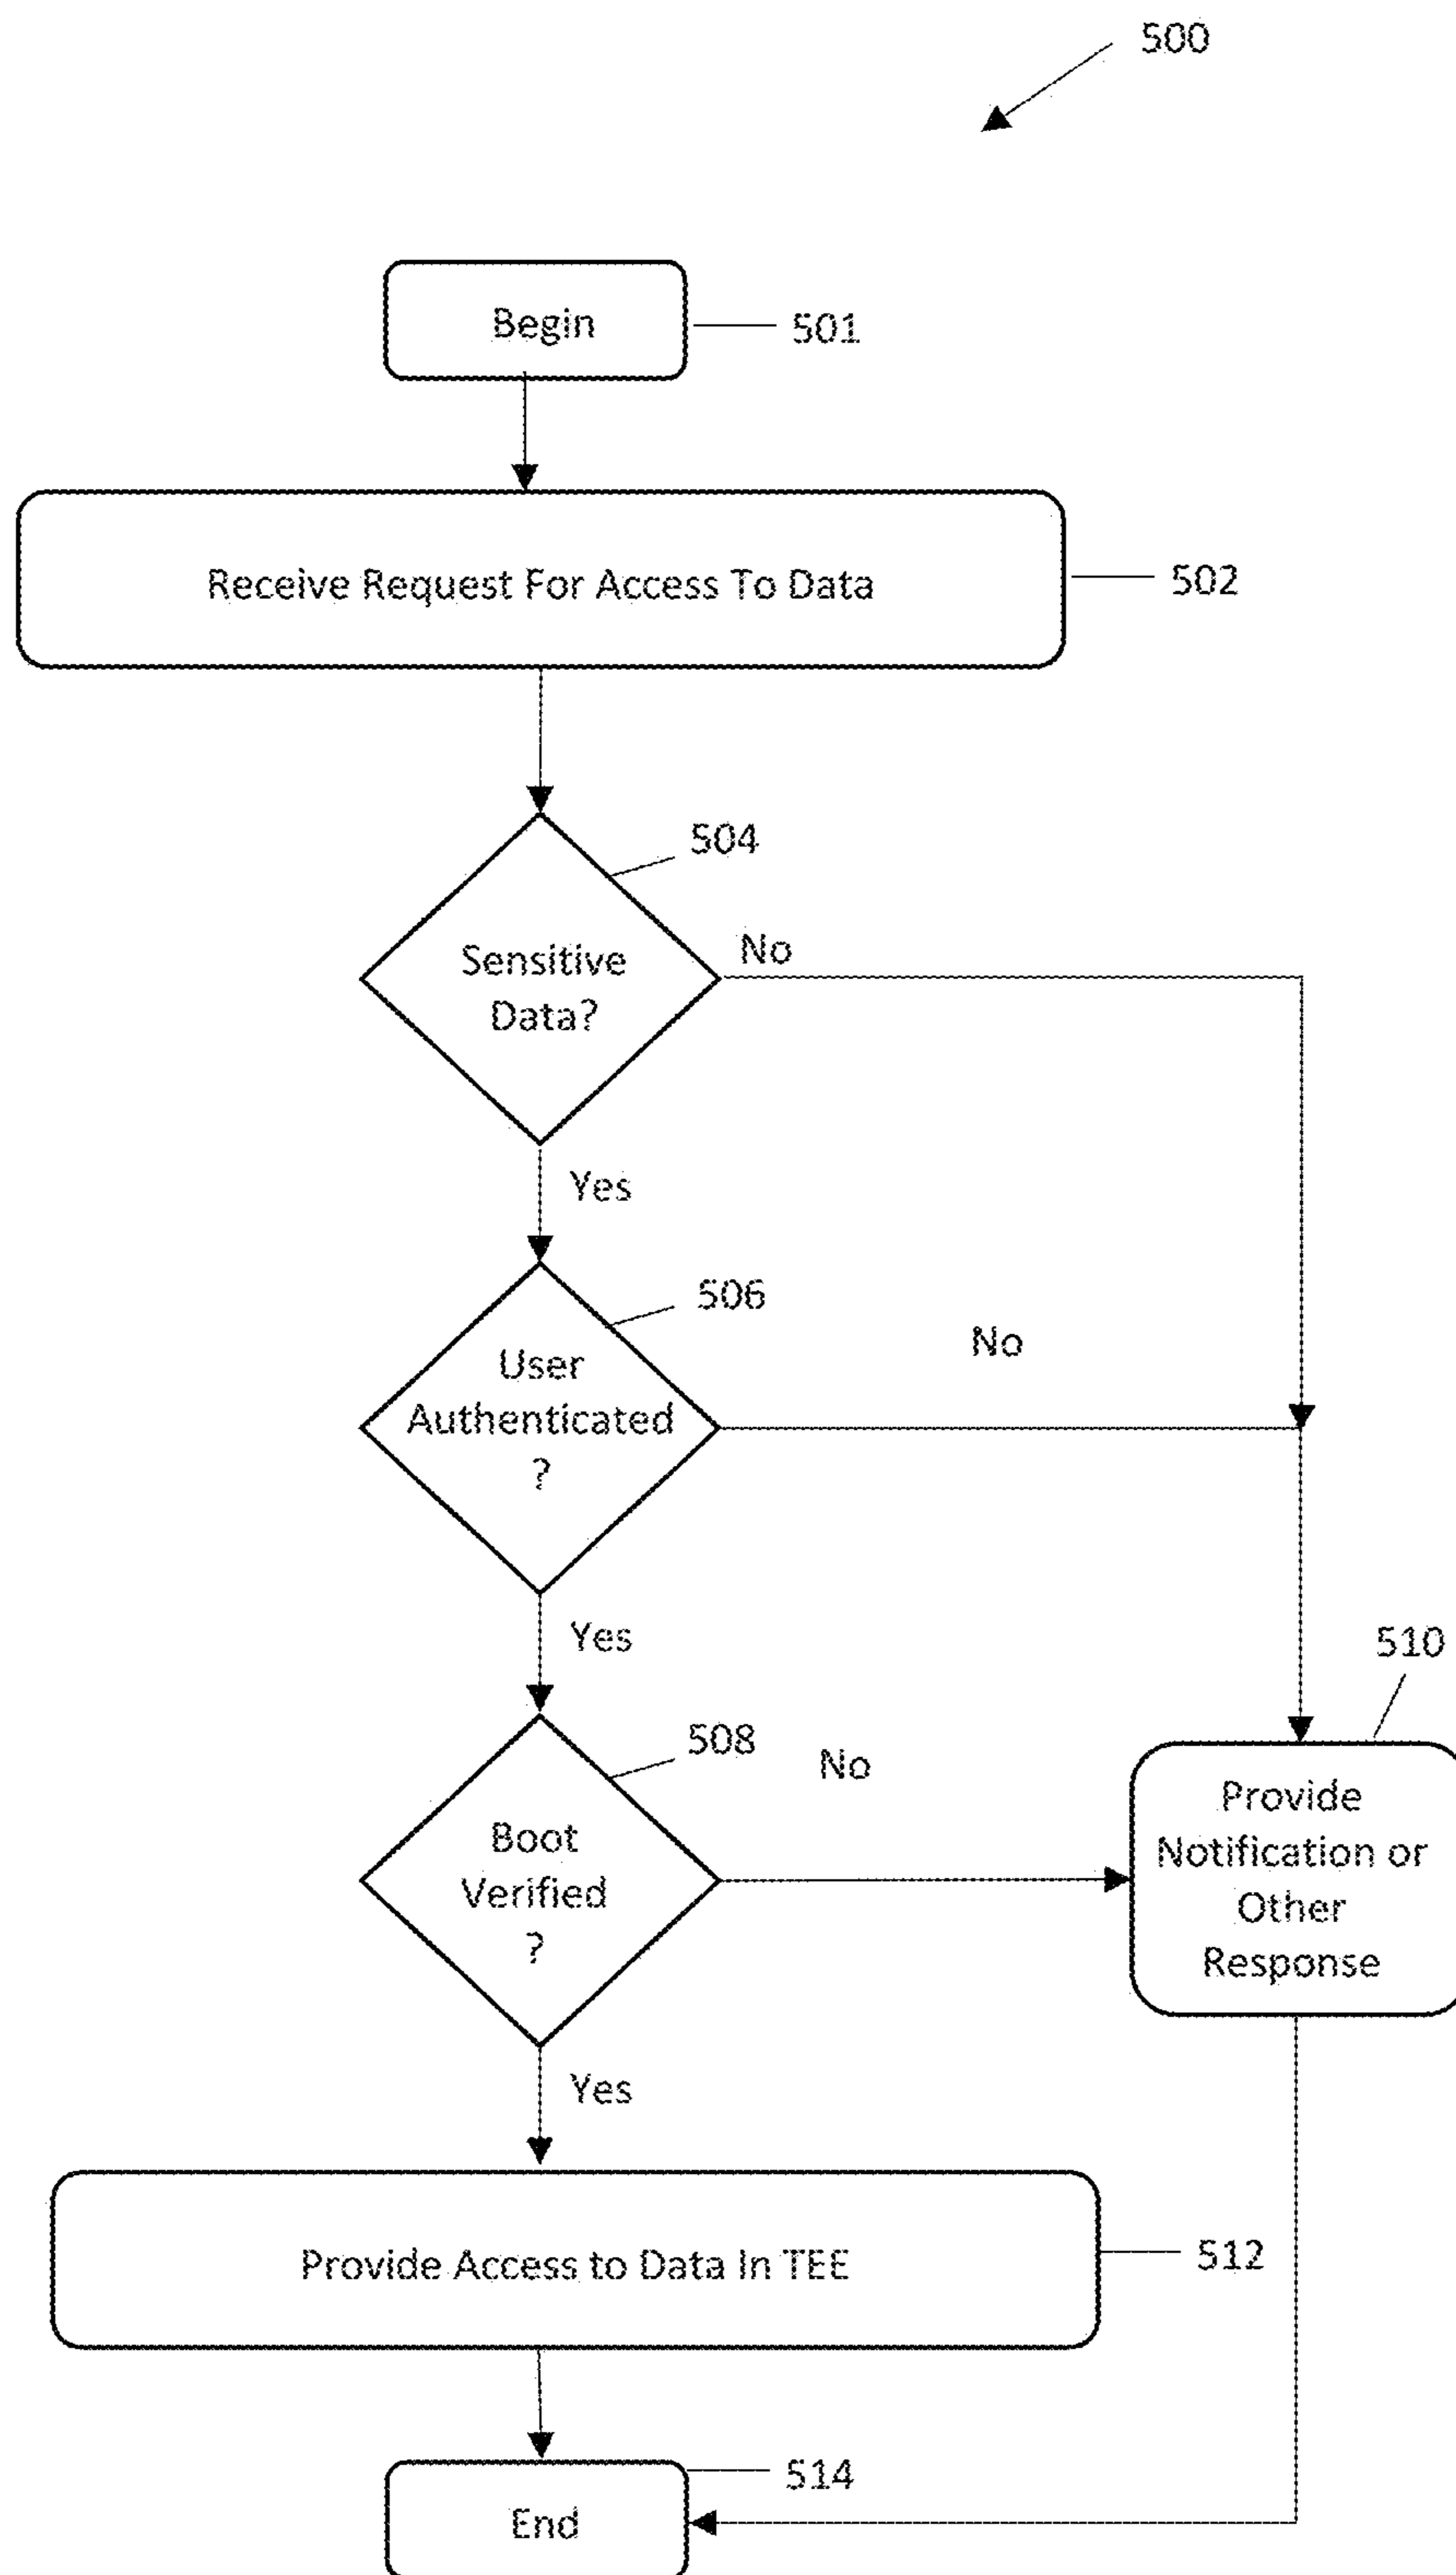 500
Begin
501
Receive Request For Access To Data
502
504
Sensitive
Data?
No
Yes
506
User
Authenticated
?
No
Yes
508
Boot
Verified
?
No
510
Provide
Notification or
Other
Response
Yes
Provide Access to Data In TEE
512
514
End